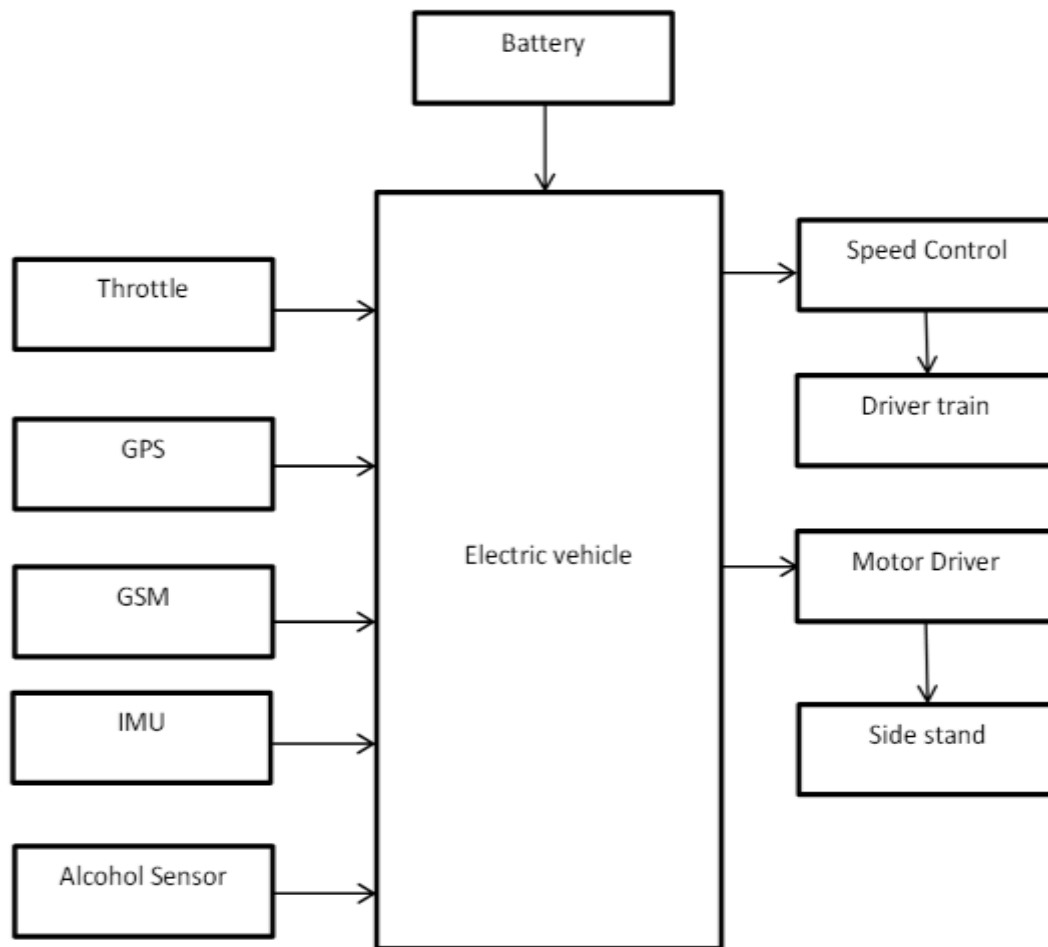 Battery
Speed Control
Throttle
Driver train
GPS
Electric vehicle
Motor Driver
GSM
IMU
Side stand
Alcohol Sensor